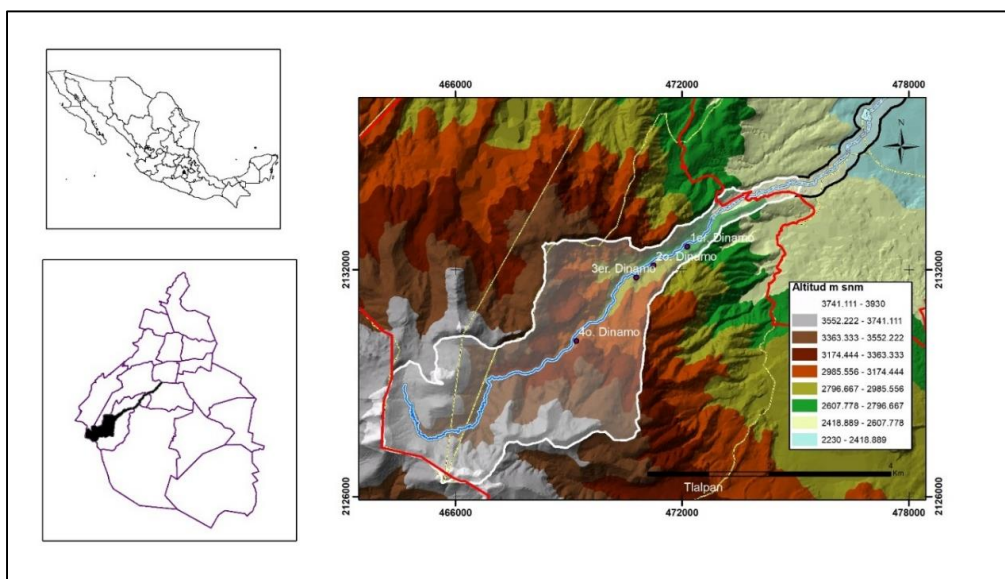 466000 472000 478000
N
1er. Dinamo
2o. Dinamo
3er. Dinamo
4o. Dinamo
2132000 2132000
Altitud m snm
3741.111 - 3930
3552.222 - 3741.111
3363.333 - 3552.222
3174.444 - 3363.333
2985.556 - 3174.444
2796.667 - 2985.556
2607.778 - 2796.667
2418.889 - 2607.778
2230 - 2418.889
4
Km
Tlalpan
2126000 2126000
466000 472000 478000